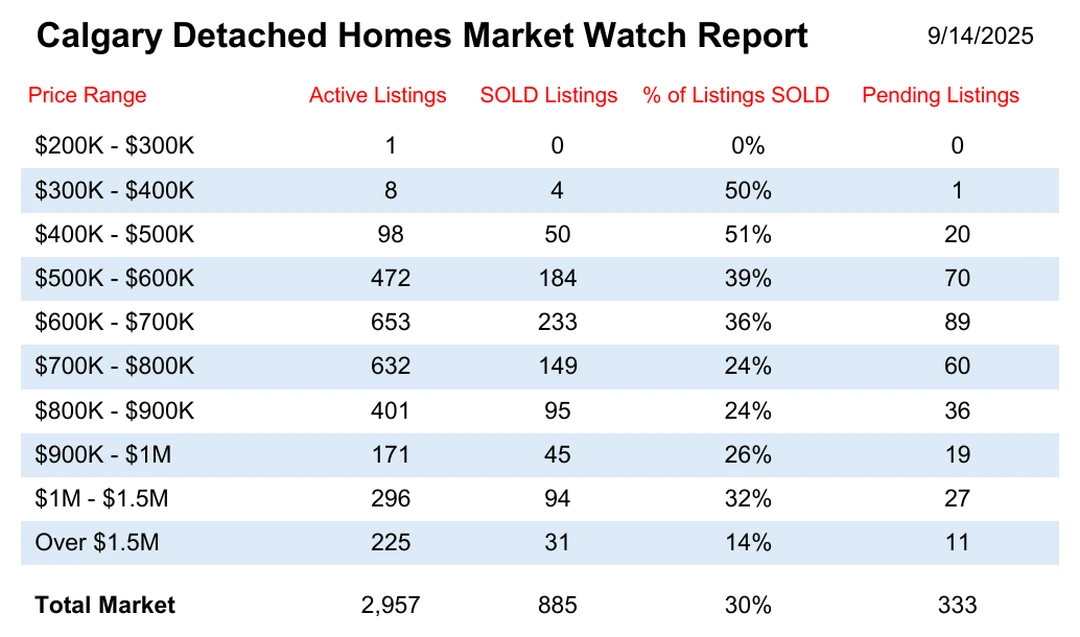 Calgary Detached Homes Market Watch Report 9/14/2025
Price Range Active Listings SOLD Listings % of Listings SOLD Pending Listings
$200K - $300K 1 0 0% 0
$300K - $400K 8 4 50% 1
$400K - $500K 98 50 51% 20
$500K - $600K 472 184 39% 70
$600K - $700K 653 233 36% 89
$700K - $800K 632 149 24% 60
$800K - $900K 401 95 24% 36
$900K - $1M 171 45 26% 19
$1M - $1.5M 296 94 32% 27
Over $1.5M 225 31 14% 11
Total Market 2,957 885 30% 333